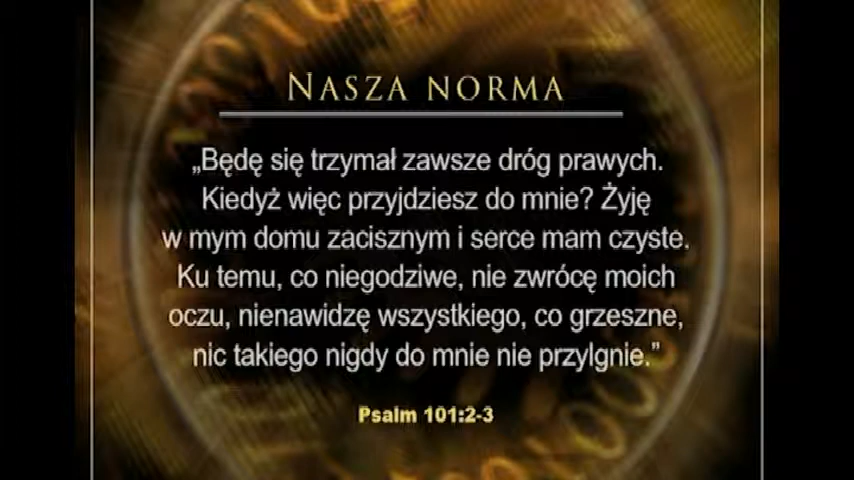 NASZA NORMA
„Będę się trzymał zawsze dróg prawych.
Kiedyż więc przyjdziesz do mnie? Żyję
w mym domu zacisznym i serce mam czyste.
Ku temu, co niegodziwe, nie zwrócę moich
oczu, nienawidzę wszystkiego, co grzeszne,
nic takiego nigdy do mnie nie przylgnie.”
Psalm 101:2-3